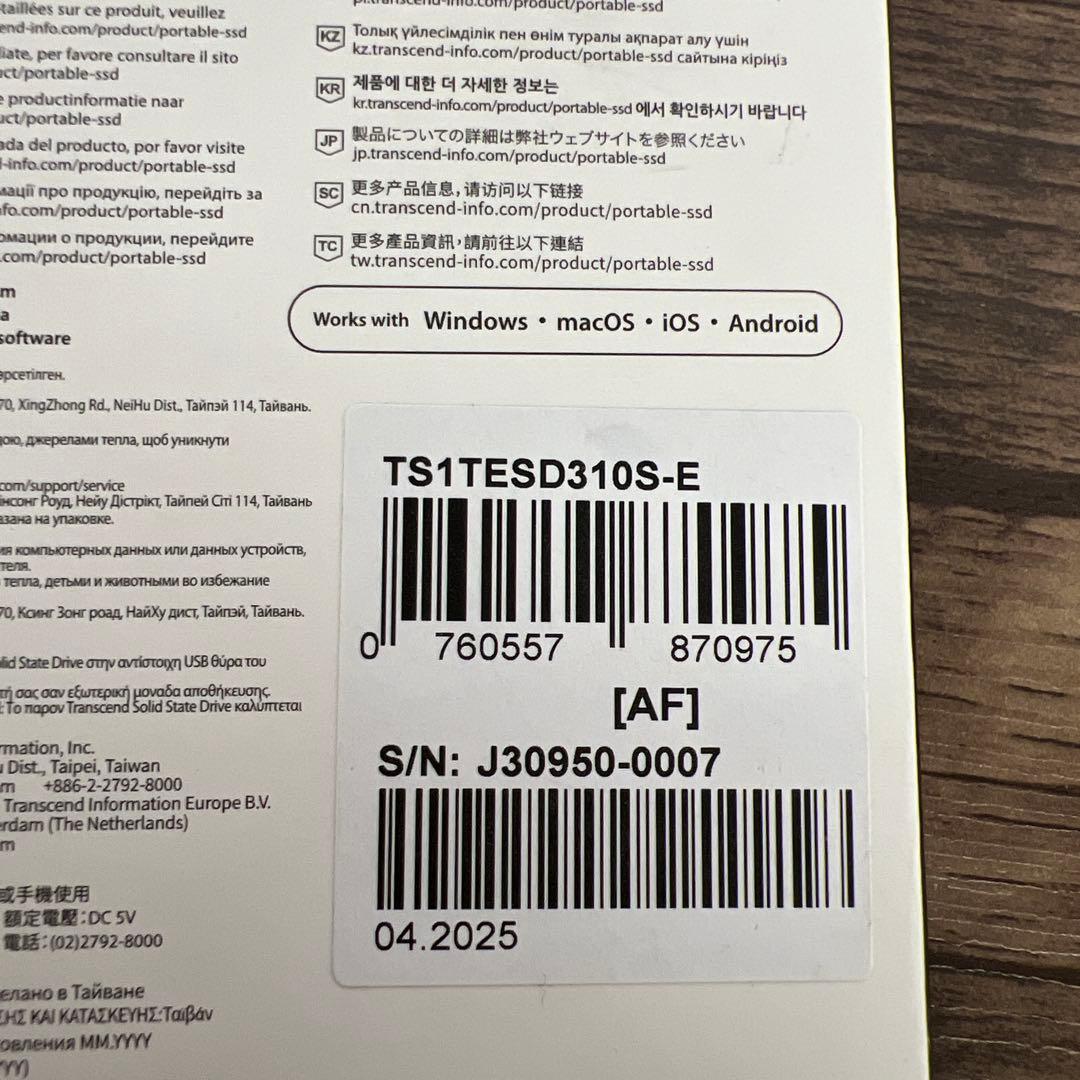 taillées sur ce produit, veuillez
end-info.com/product/portable-ssd
liate, per favore consultare il sito
uct/portable-ssd
e productinformatie naar
uct/portable-ssd
ada del producto, por favor visite
l-info.com/product/portable-ssd
мації про продукцію, перейдіть за
nfo.com/product/portable-ssd
омации о продукции, перейдите
.com/product/portable-ssd
m
a
software
өрсетілген.
70, XingZhong Rd., NeiHu Dist., Тайпэй 114, Тайвань.
дою, джерелами тепла, щоб уникнути
com/support/service
інсонг Роуд, Нейу Дістрікт, Тайпей Сіті 114, Тайвань
азана на упаковке.
ия компьютерных данных или данных устройств,
теля.
тепла, детьми и животными во избежание
70, Ксинг Зонг роад, НайХу дист, Тайпэй, Тайвань.
lid State Drive στην αντίστοιχη USB θύρα του
τή σας σαν εξωτερική μοναδα αποθήκευσης.
: Το παρον Transcend Solid State Drive καλύπτεται
rmation, Inc.
u Dist., Taipei, Taiwan
m +886-2-2792-8000
Transcend Information Europe B.V.
erdam (The Netherlands)
m
或手機使用
額定電壓：DC 5V
電話：(02)2792-8000
елано в Тайване
ΣΗΣ ΚΑΙ ΚΑΤΑΣΚΕΥΗΣ:Ταϊβάν
овления MM.YYYY
YYY)
pl.transcend-info.com/product/portable-ssd
KZ Толық үйлесімділік пен өнім туралы ақпарат алу үшін
kz.transcend-info.com/product/portable-ssd сайтына кіріңіз
KR 제품에 대한 더 자세한 정보는
kr.transcend-info.com/product/portable-ssd 에서 확인하시기 바랍니다
JP 製品についての詳細は弊社ウェブサイトを参照ください
jp.transcend-info.com/product/portable-ssd
SC 更多产品信息，请访问以下链接
cn.transcend-info.com/product/portable-ssd
TC 更多產品資訊，請前往以下連結
tw.transcend-info.com/product/portable-ssd
Works with Windows • macOS • iOS • Android
TS1TESD310S-E
0 760557 870975
[AF]
S/N: J30950-0007
04.2025